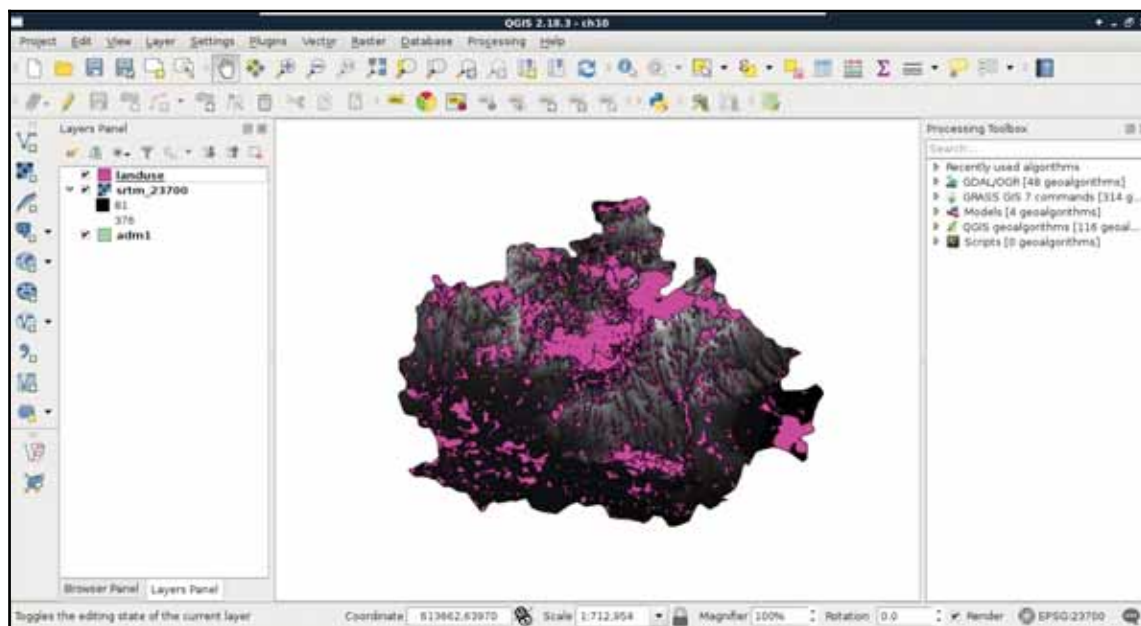 QGIS 2.18.3 - ch10
Project Edit View Layer Settings Plugins Vector Raster Database Processing Help
Layers Panel
landuse
srtm_23700
81
376
adm1
Browser Panel Layers Panel
Processing Toolbox
Search...
Recently used algorithms
GDAL/OGR [48 geoalgorithms]
GRASS GIS 7 commands [314 g...
Models [4 geoalgorithms]
QGIS geoalgorithms [116 geoal...
Scripts [0 geoalgorithms]
Toggles the editing state of the current layer Coordinate 613662,63970 Scale 1:712,954 Magnifier 100% Rotation 0.0 Render EPSG:23700